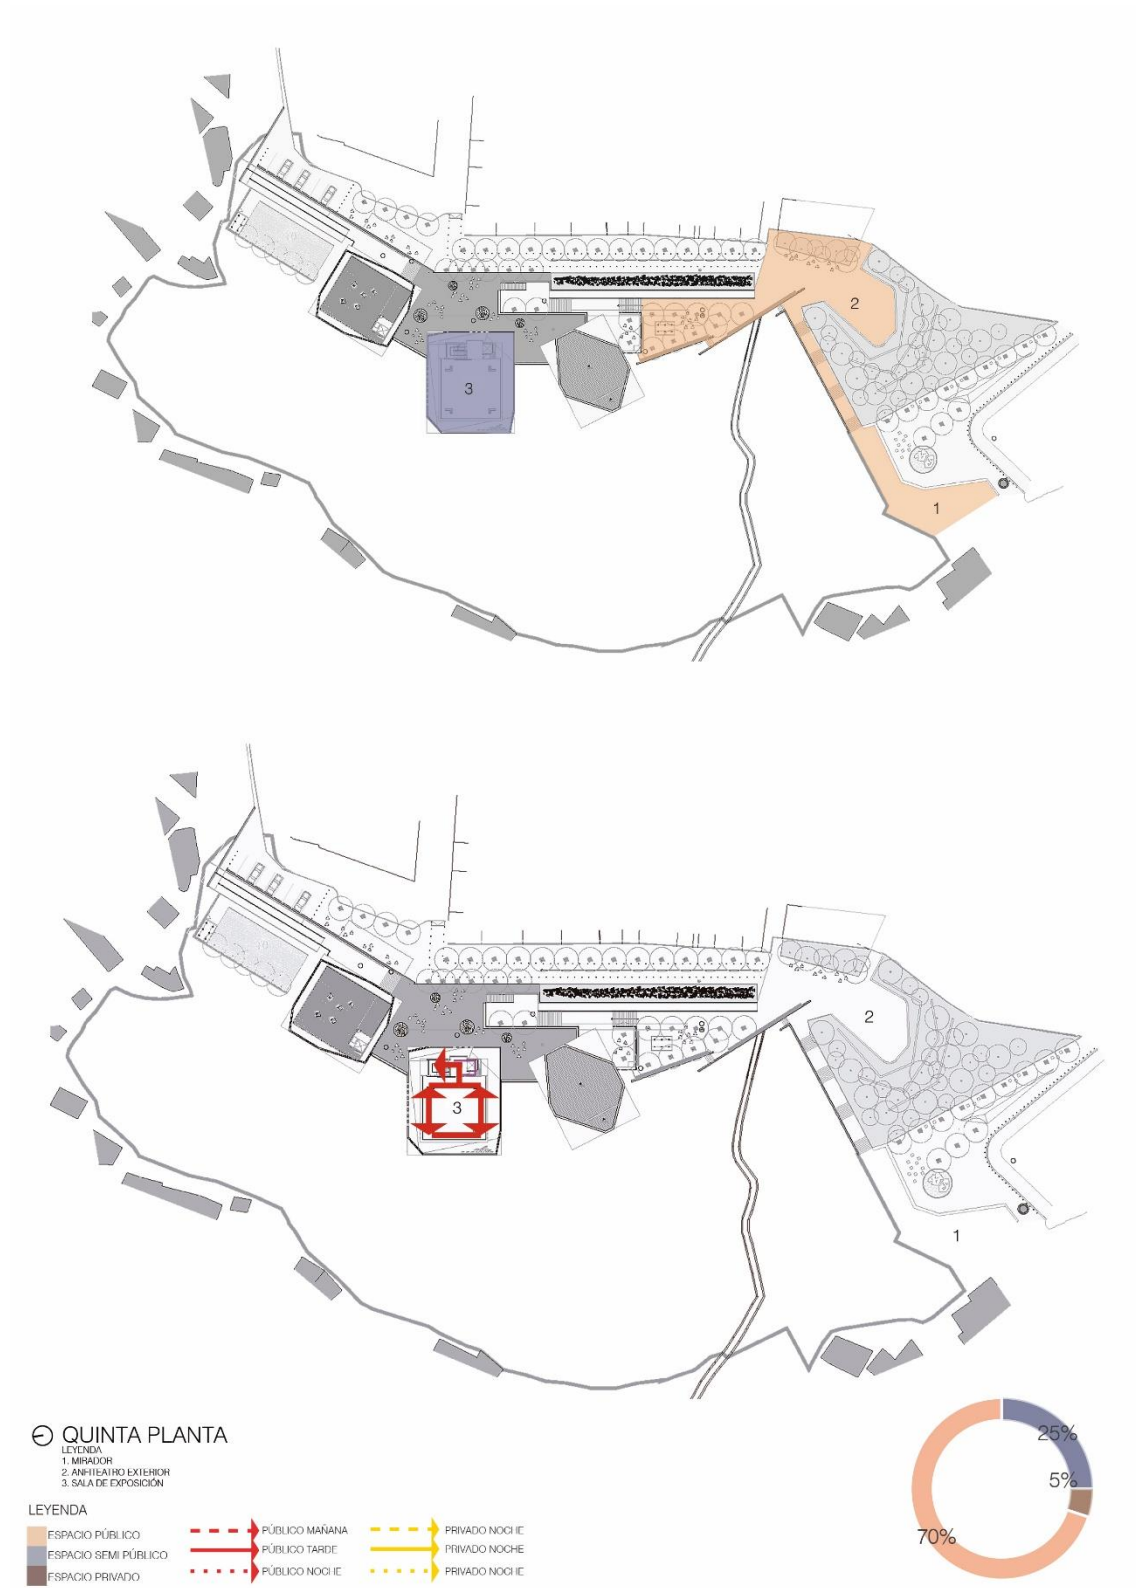 2
3
1
2
3
1
QUINTA PLANTA
LEYENDA
1. MIRADOR
2. ANFITEATRO EXTERIOR
3. SALA DE EXPOSICIÓN
25%
5%
70%
LEYENDA
ESPACIO PÚBLICO
ESPACIO SEMI PÚBLICO
ESPACIO PRIVADO
PÚBLICO MAÑANA
PÚBLICO TARDE
PÚBLICO NOCHE
PRIVADO NOCHE
PRIVADO NOCHE
PRIVADO NOCHE